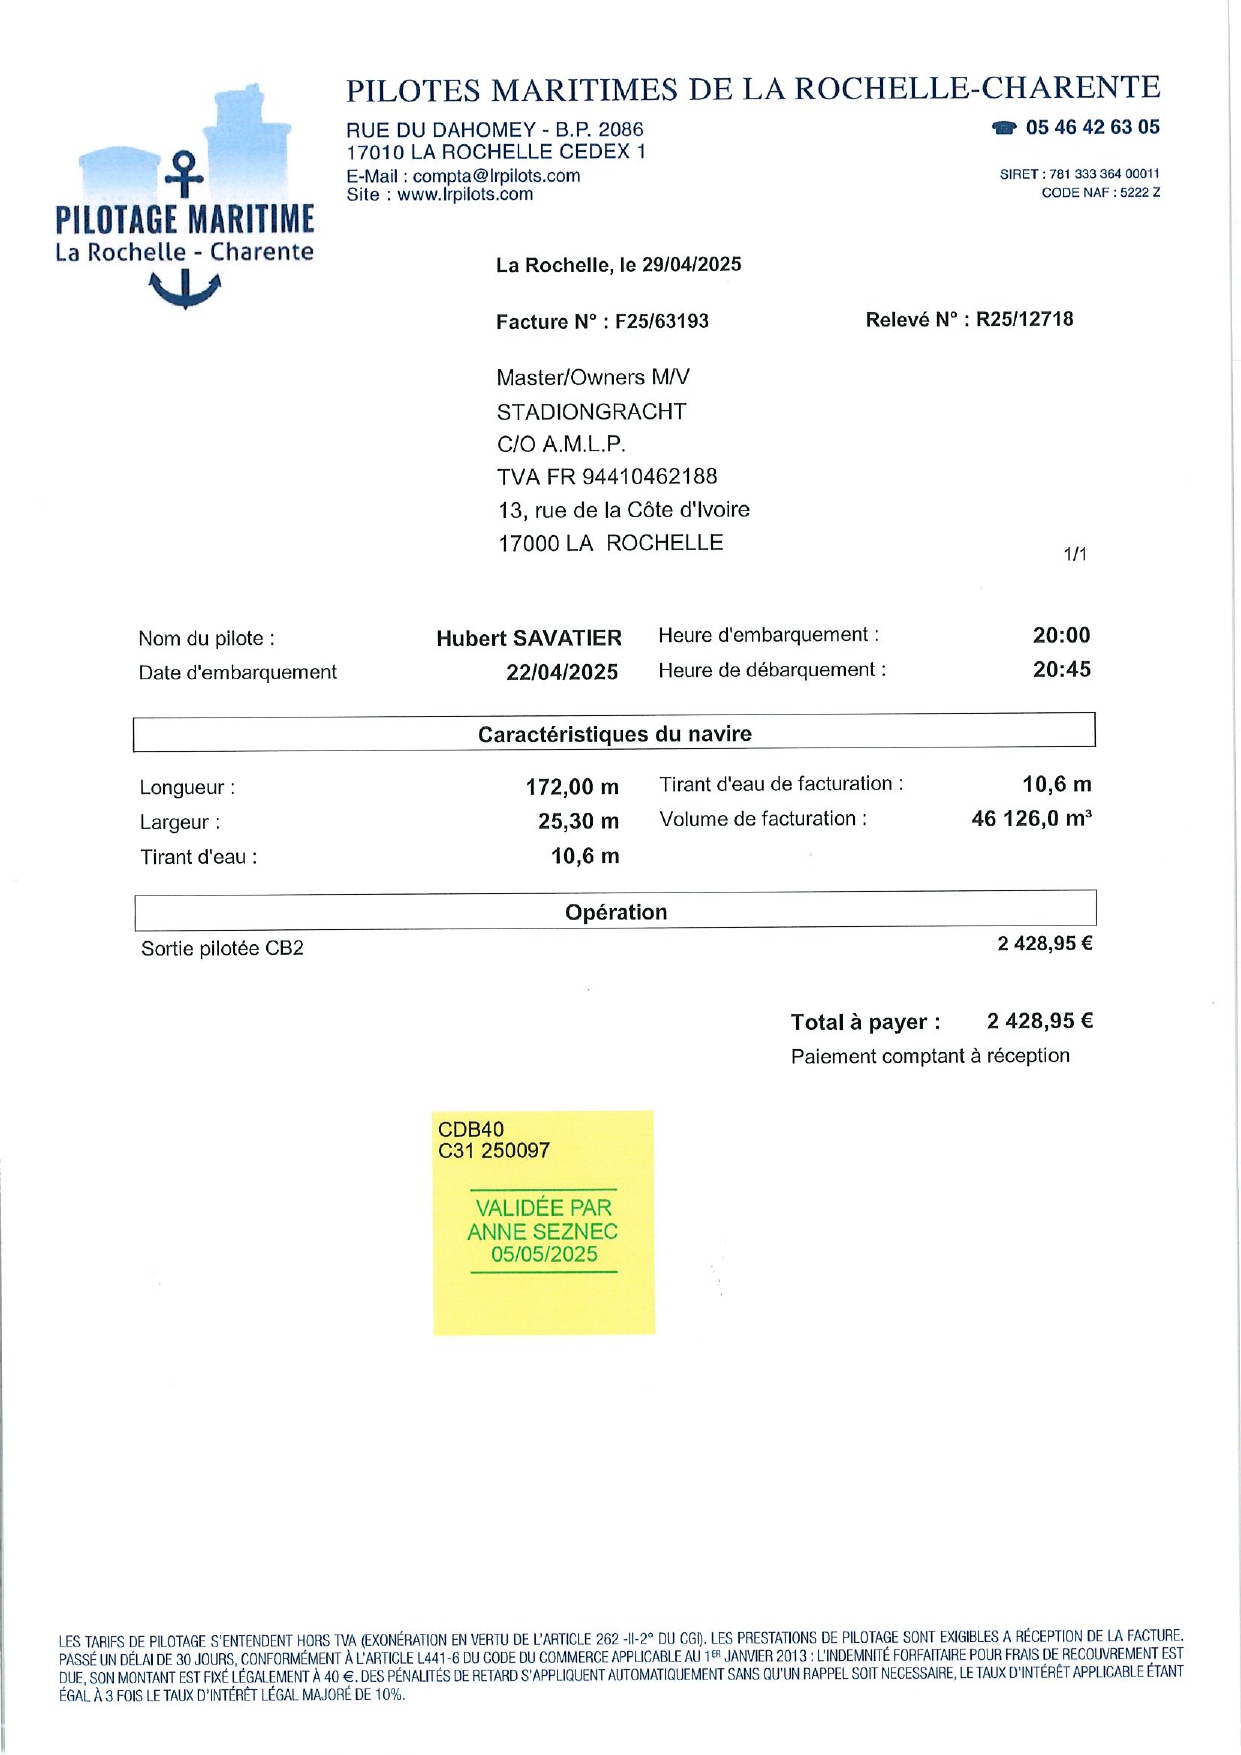 PILOTES MARITIMES DE LA ROCHELLE-CHARENTE
RUE DU DAHOMEY - B.P. 2086
17010 LA ROCHELLE CEDEX 1
E-Mail : compta@lrpilots.com
Site : www.lrpilots.com
☎ 05 46 42 63 05
SIRET : 781 333 364 00011
CODE NAF : 5222 Z
PILOTAGE MARITIME
La Rochelle - Charente
La Rochelle, le 29/04/2025
Facture N° : F25/63193 Relevé N° : R25/12718
Master/Owners M/V
STADIONGRACHT
C/O A.M.L.P.
TVA FR 94410462188
13, rue de la Côte d'Ivoire
17000 LA ROCHELLE
1/1
Nom du pilote : Hubert SAVATIER Heure d'embarquement : 20:00
Date d'embarquement 22/04/2025 Heure de débarquement : 20:45
Caractéristiques du navire
Longueur : 172,00 m Tirant d'eau de facturation : 10,6 m
Largeur : 25,30 m Volume de facturation : 46 126,0 m³
Tirant d'eau : 10,6 m
Opération
Sortie pilotée CB2 2 428,95 €
Total à payer : 2 428,95 €
Paiement comptant à réception
CDB40
C31 250097
VALIDÉE PAR
ANNE SEZNEC
05/05/2025
LES TARIFS DE PILOTAGE S'ENTENDENT HORS TVA (EXONÉRATION EN VERTU DE L'ARTICLE 262 -II-2° DU CGI). LES PRESTATIONS DE PILOTAGE SONT EXIGIBLES A RÉCEPTION DE LA FACTURE.
PASSÉ UN DÉLAI DE 30 JOURS, CONFORMÉMENT À L'ARTICLE L441-6 DU CODE DU COMMERCE APPLICABLE AU 1ER JANVIER 2013 : L'INDEMNITÉ FORFAITAIRE POUR FRAIS DE RECOUVREMENT EST
DUE, SON MONTANT EST FIXÉ LÉGALEMENT À 40 €. DES PÉNALITÉS DE RETARD S'APPLIQUENT AUTOMATIQUEMENT SANS QU'UN RAPPEL SOIT NECESSAIRE, LE TAUX D'INTÉRÊT APPLICABLE ÉTANT
ÉGAL À 3 FOIS LE TAUX D'INTÉRÊT LÉGAL MAJORÉ DE 10%.